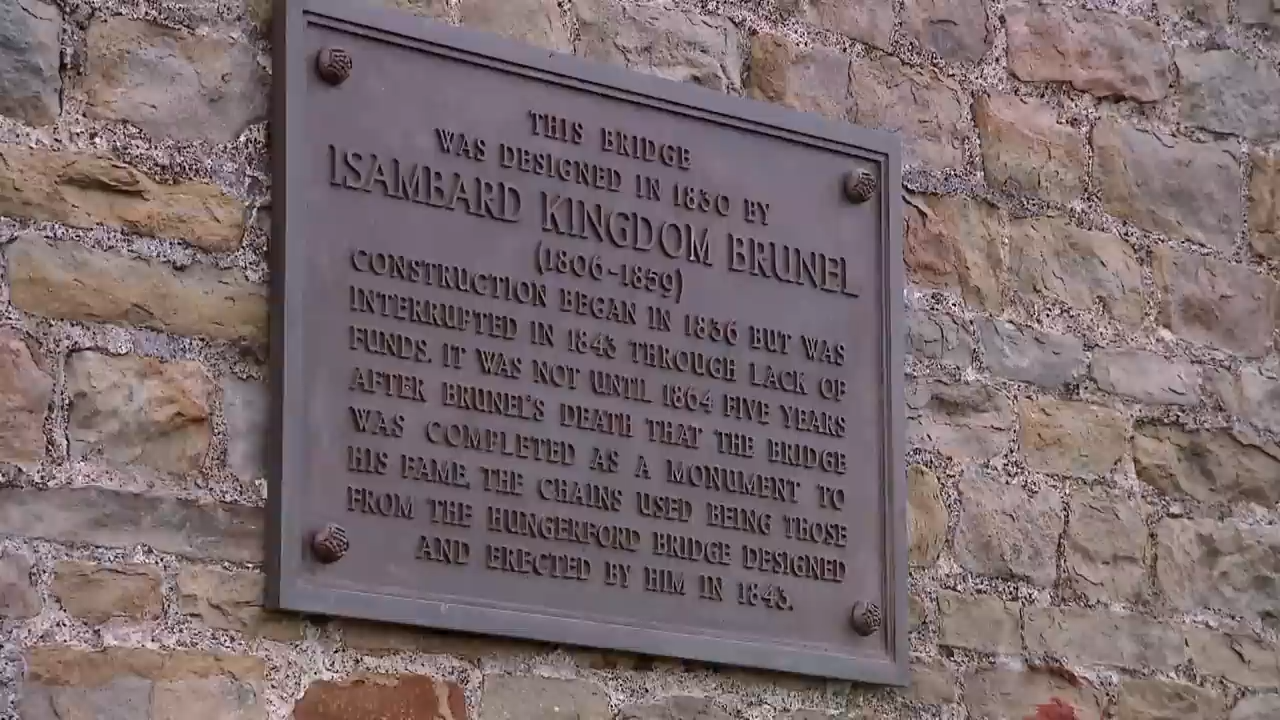 THIS BRIDGE
WAS DESIGNED IN 1830 BY
ISAMBARD KINGDOM BRUNEL
(1806-1859)
CONSTRUCTION BEGAN IN 1836 BUT WAS
INTERRUPTED IN 1843 THROUGH LACK OF
FUNDS. IT WAS NOT UNTIL 1864 FIVE YEARS
AFTER BRUNEL'S DEATH THAT THE BRIDGE
WAS COMPLETED AS A MONUMENT TO
HIS FAME. THE CHAINS USED BEING THOSE
FROM THE HUNGERFORD BRIDGE DESIGNED
AND ERECTED BY HIM IN 1843.